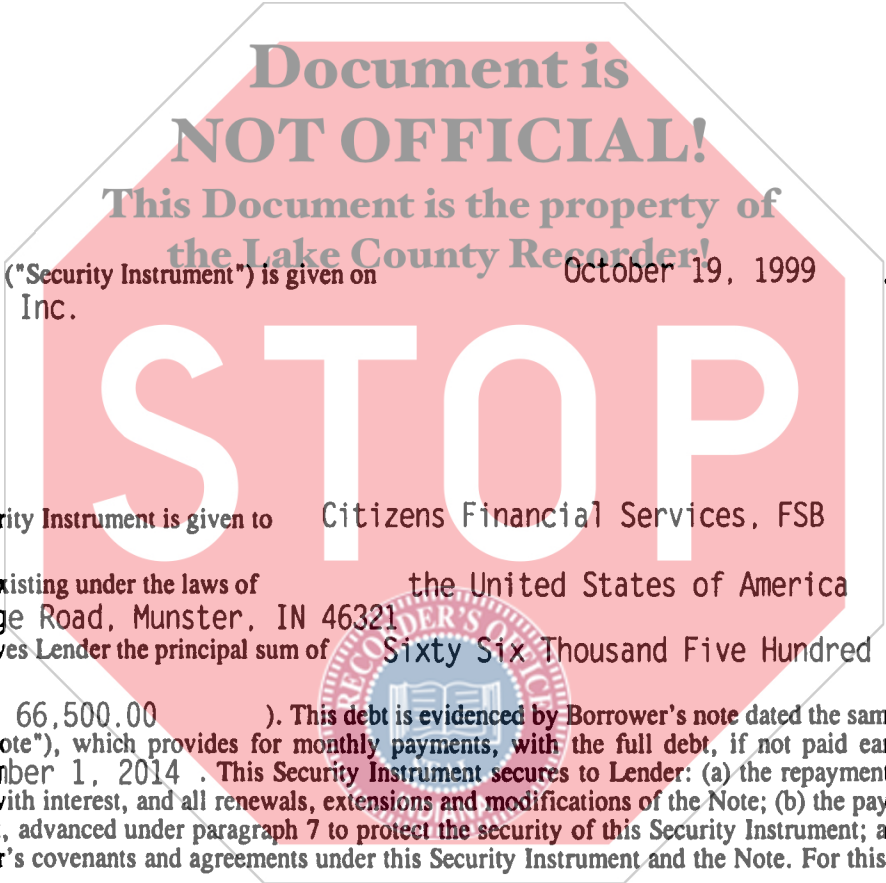 Document is
NOT OFFICIAL!
This Document is the property of
the Lake County Recorder!
("Security Instrument") is given on October 19, 1999 .
Inc.
STOP
rity Instrument is given to Citizens Financial Services, FSB
xisting under the laws of the United States of America
ge Road, Munster, IN 46321
ves Lender the principal sum of Sixty Six Thousand Five Hundred
RECORDER'S OFFICE
66,500.00 ). This debt is evidenced by Borrower's note dated the sam
ote"), which provides for monthly payments, with the full debt, if not paid ear
mber 1, 2014 . This Security Instrument secures to Lender: (a) the repayment
with interest, and all renewals, extensions and modifications of the Note; (b) the pay
, advanced under paragraph 7 to protect the security of this Security Instrument; a
r's covenants and agreements under this Security Instrument and the Note. For this